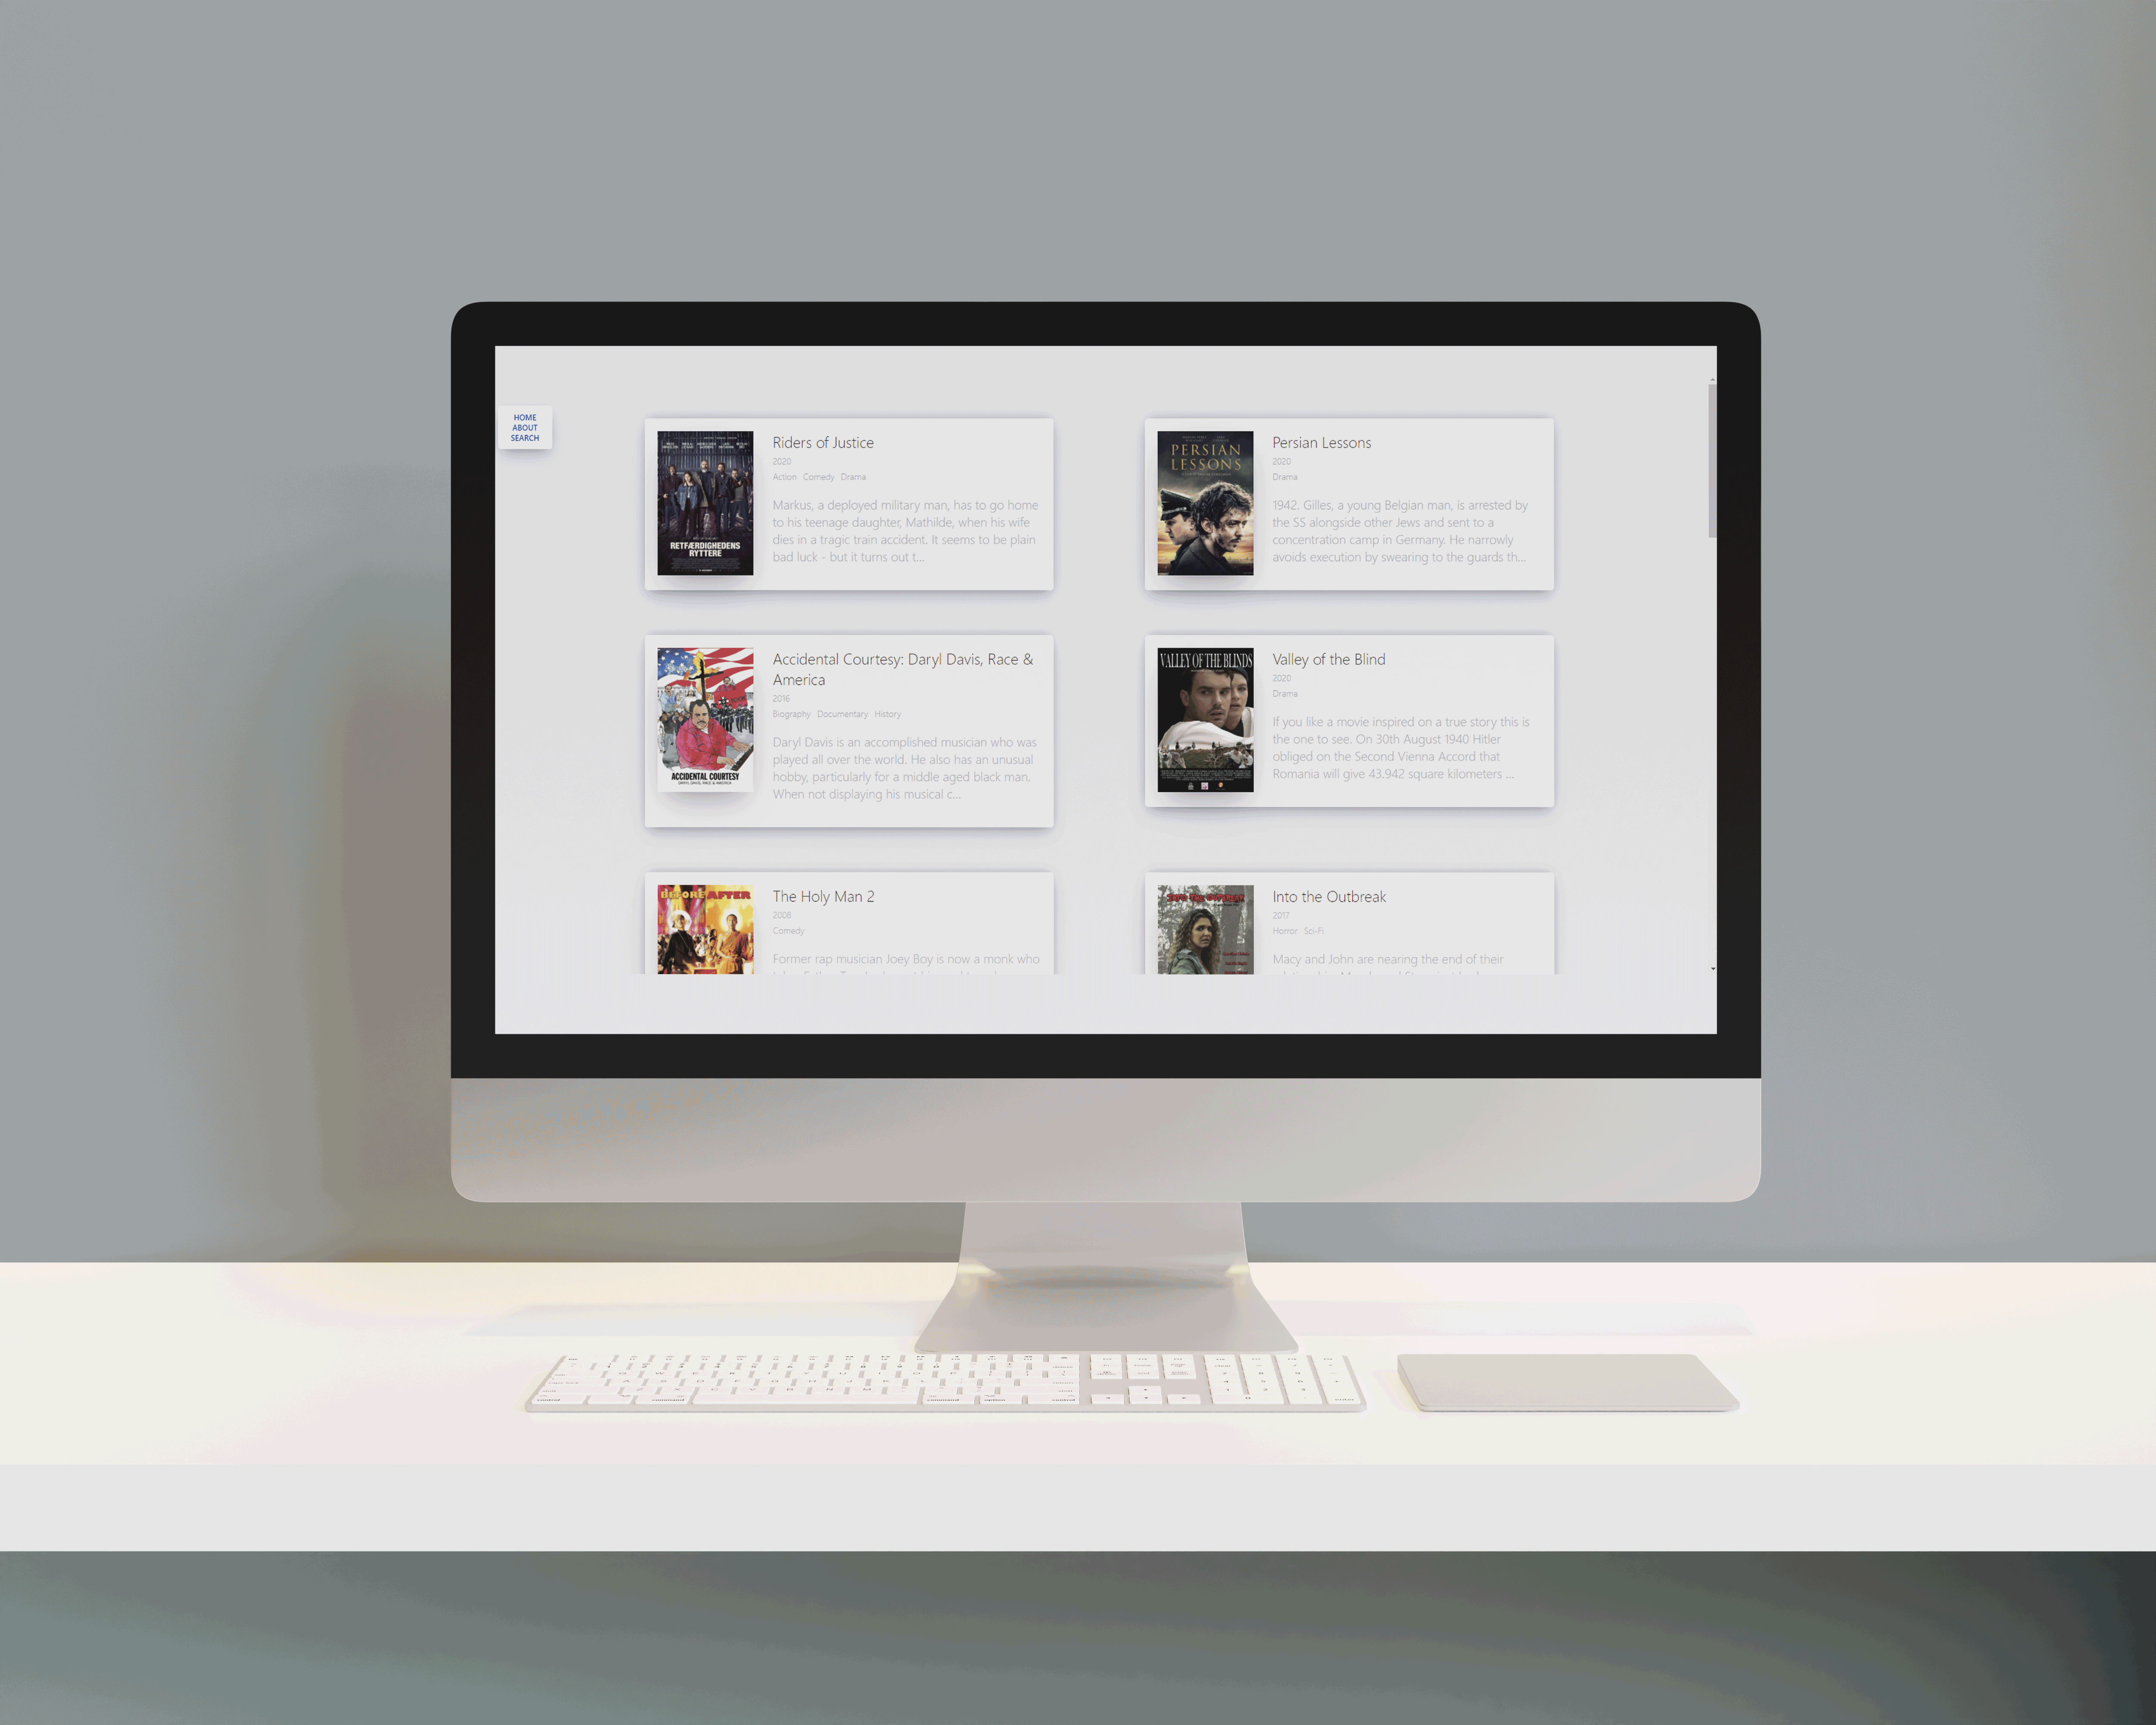 HOME
ABOUT
SEARCH
RETFÆRDIGHEDENS
RYTTERE
Riders of Justice
2020
Action Comedy Drama
Markus, a deployed military man, has to go home
to his teenage daughter, Mathilde, when his wife
dies in a tragic train accident. It seems to be plain
bad luck - but it turns out t...
PERSIAN
LESSONS
Persian Lessons
2020
Drama
1942. Gilles, a young Belgian man, is arrested by
the SS alongside other Jews and sent to a
concentration camp in Germany. He narrowly
avoids execution by swearing to the guards th...
ACCIDENTAL COURTESY
DARYL DAVIS, RACE & AMERICA
Accidental Courtesy: Daryl Davis, Race &
America
2016
Biography Documentary History
Daryl Davis is an accomplished musician who was
played all over the world. He also has an unusual
hobby, particularly for a middle aged black man.
When not displaying his musical c...
VALLEY OF THE BLINDS
Valley of the Blind
2020
Drama
If you like a movie inspired on a true story this is
the one to see. On 30th August 1940 Hitler
obliged on the Second Vienna Accord that
Romania will give 43.942 square kilometers ...
BEFORE AFTER
The Holy Man 2
2008
Comedy
Former rap musician Joey Boy is now a monk who
INTO THE OUTBREAK
Into the Outbreak
2017
Horror Sci-Fi
Macy and John are nearing the end of their